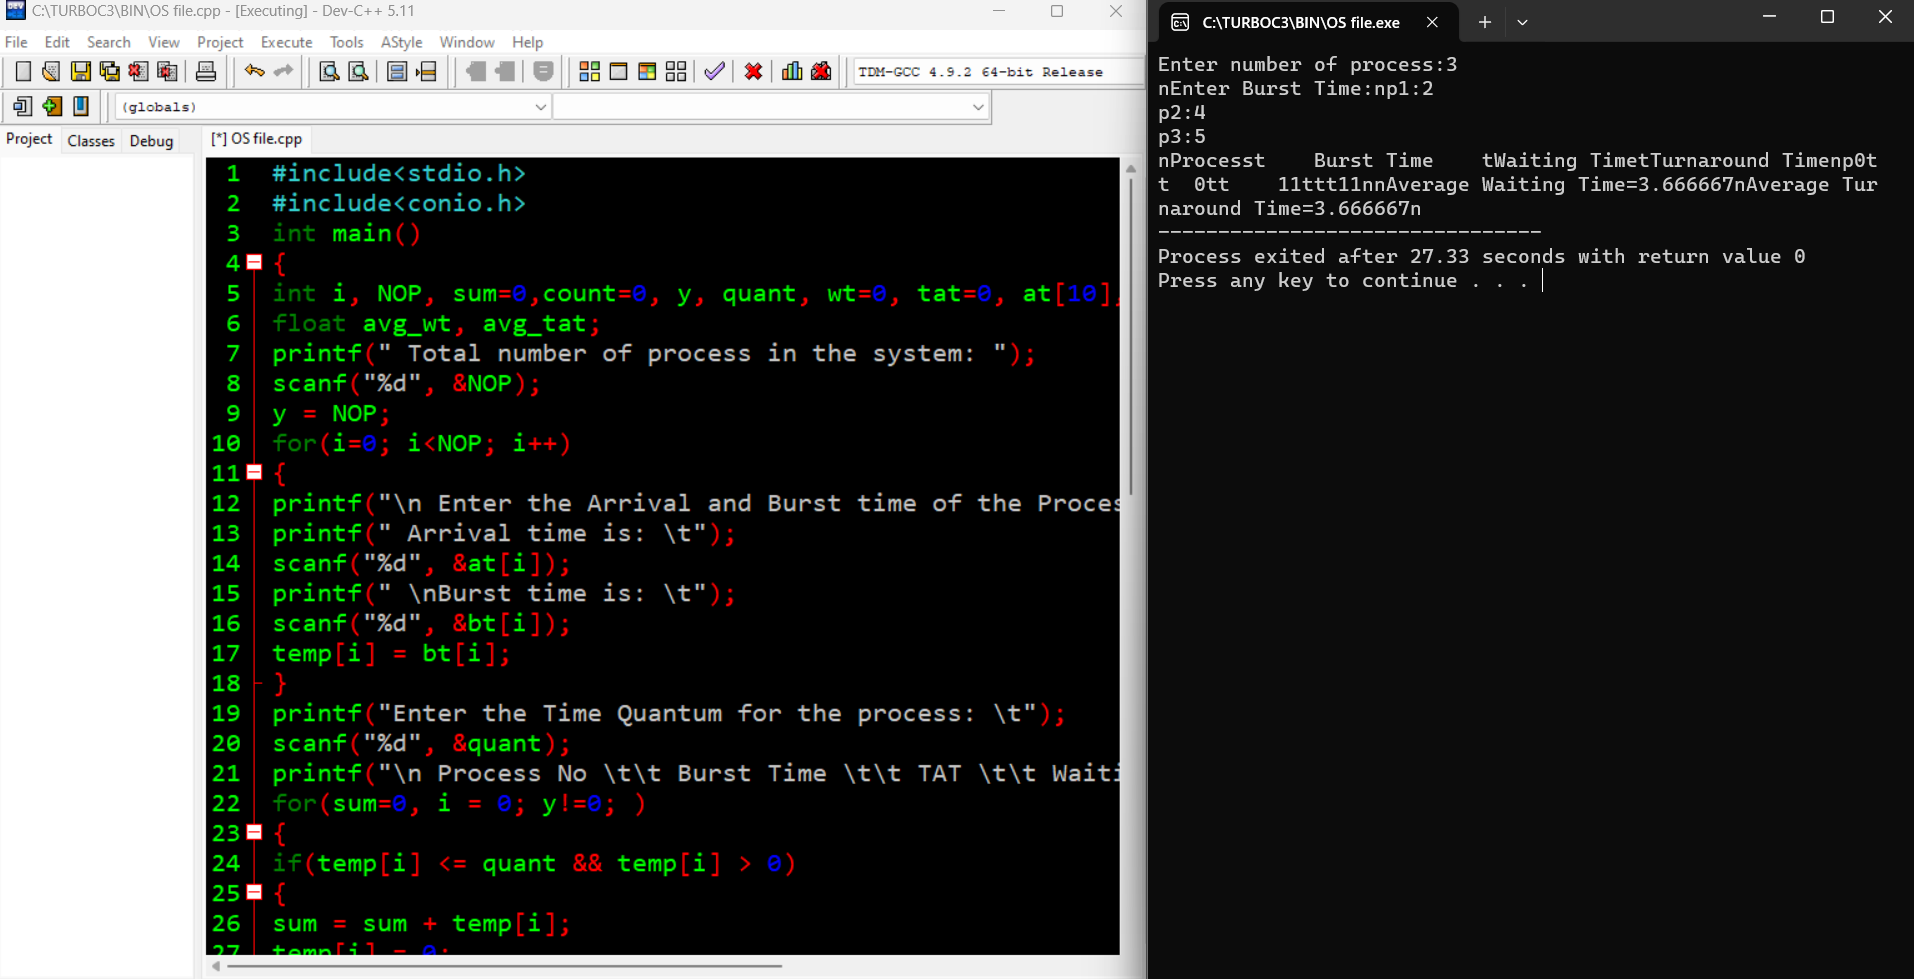 C:\TURBOC3\BIN\OS file.cpp - [Executing] - Dev-C++ 5.11
File Edit Search View Project Execute Tools AStyle Window Help
TDM-GCC 4.9.2 64-bit Release
(globals)
Project Classes Debug
[*] OS file.cpp
1 #include<stdio.h>
2 #include<conio.h>
3 int main()
4 {
5 int i, NOP, sum=0,count=0, y, quant, wt=0, tat=0, at[10],
6 float avg_wt, avg_tat;
7 printf(" Total number of process in the system: ");
8 scanf("%d", &NOP);
9 y = NOP;
10 for(i=0; i<NOP; i++)
11 {
12 printf("\n Enter the Arrival and Burst time of the Proces
13 printf(" Arrival time is: \t");
14 scanf("%d", &at[i]);
15 printf(" \nBurst time is: \t");
16 scanf("%d", &bt[i]);
17 temp[i] = bt[i];
18 }
19 printf("Enter the Time Quantum for the process: \t");
20 scanf("%d", &quant);
21 printf("\n Process No \t\t Burst Time \t\t TAT \t\t Waiti
22 for(sum=0, i = 0; y!=0; )
23 {
24 if(temp[i] <= quant && temp[i] > 0)
25 {
26 sum = sum + temp[i];
27 temp[i] = 0;
C:\TURBOC3\BIN\OS file.exe
Enter number of process:3
nEnter Burst Time:np1:2
p2:4
p3:5
nProcesst    Burst Time    tWaiting TimetTurnaround Timenp0t
t  0tt    11ttt11nnAverage Waiting Time=3.666667nAverage Tur
naround Time=3.666667n
--------------------------------
Process exited after 27.33 seconds with return value 0
Press any key to continue . . .